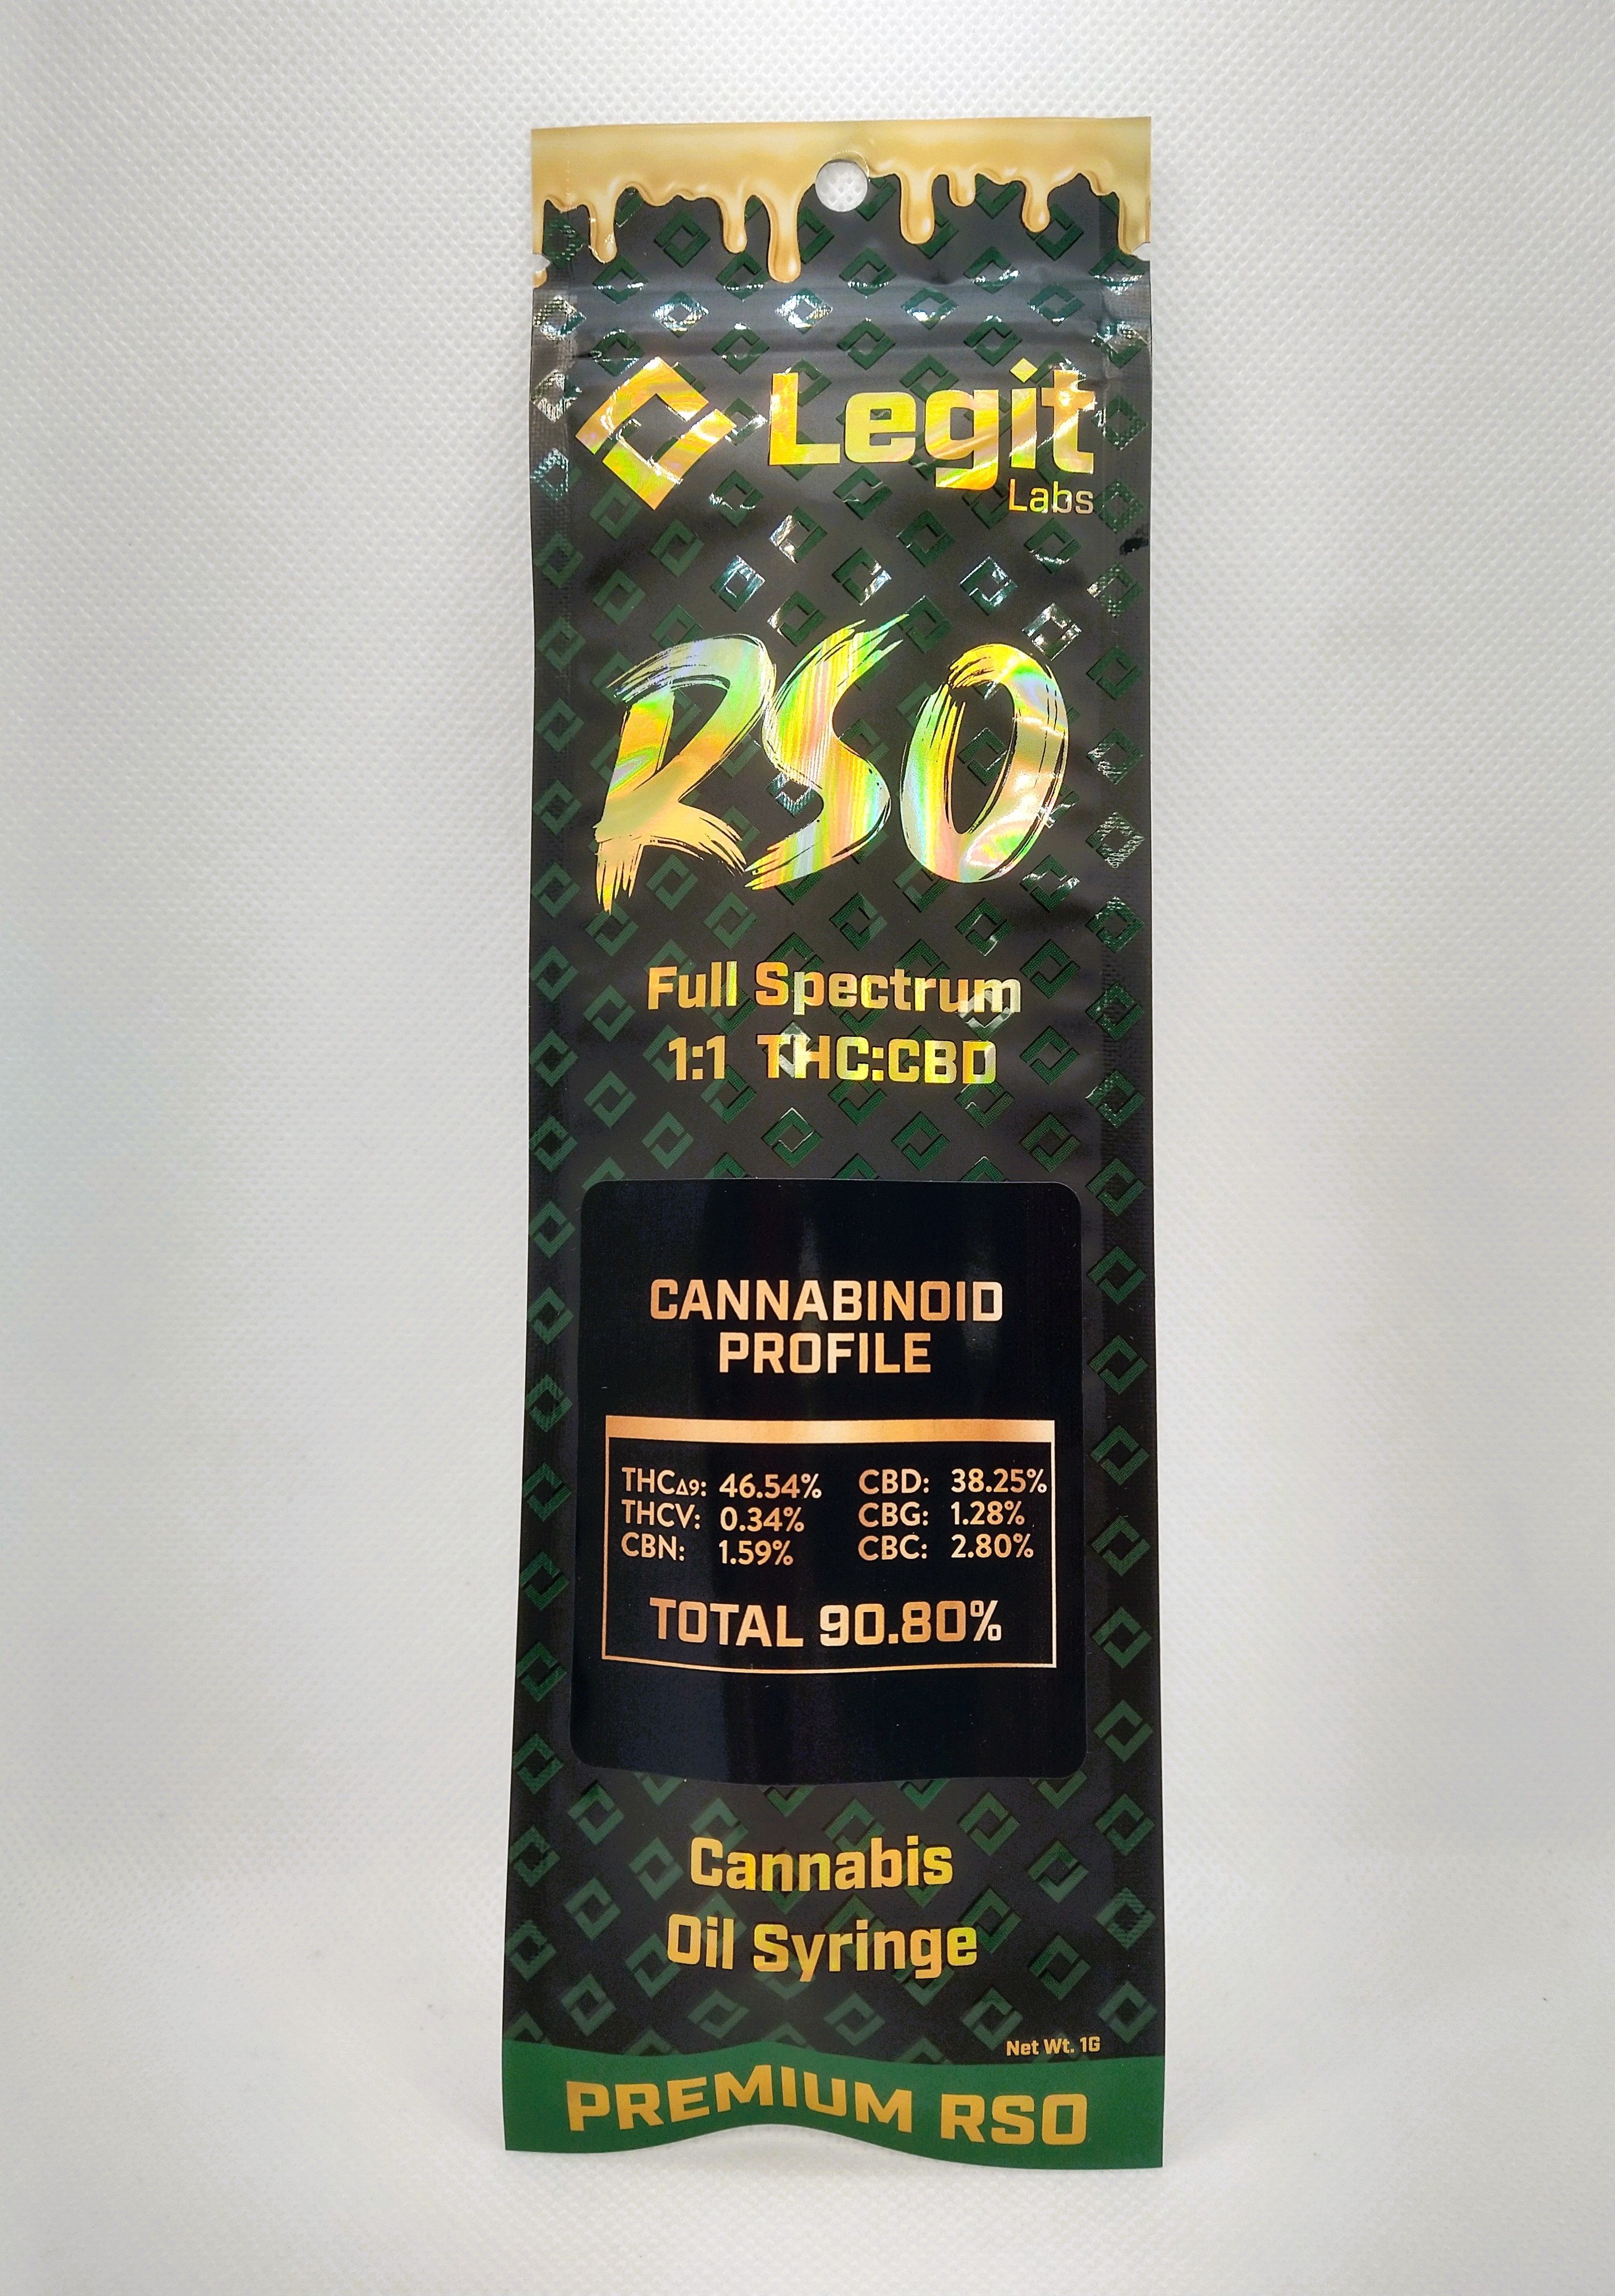 Legit
Labs
RSO
Full Spectrum
1:1 THC:CBD
CANNABINOID
PROFILE
THCΔ9: 46.54% CBD: 38.25%
THCV: 0.34% CBG: 1.28%
CBN: 1.59% CBC: 2.80%
TOTAL 90.80%
Cannabis
Oil Syringe
Net Wt. 1G
PREMIUM RSO